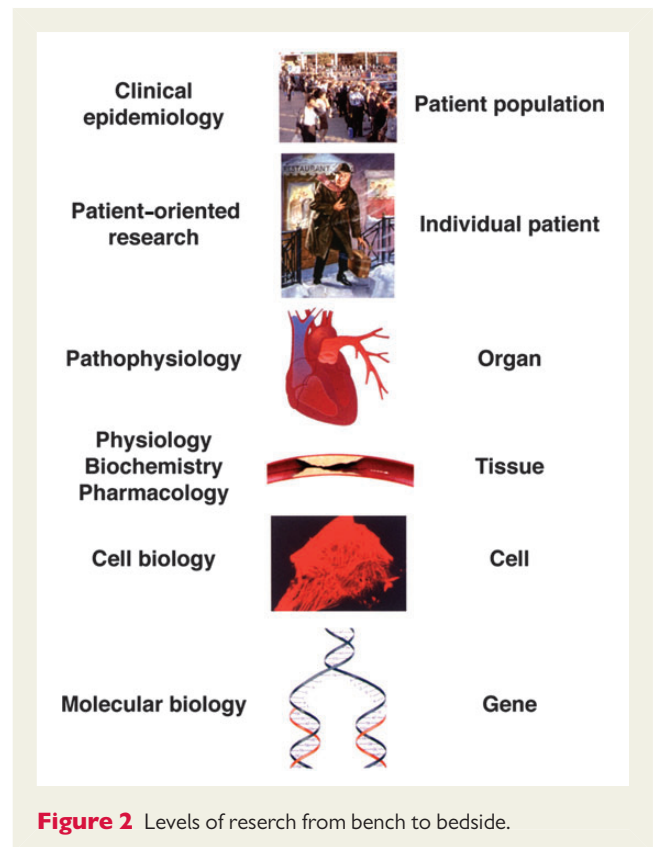 Clinical
epidemiology
Patient population
RESTAURANT
Patient-oriented
research
Individual patient
Pathophysiology
Organ
Physiology
Biochemistry
Pharmacology
Tissue
Cell biology
Cell
Molecular biology
Gene
Figure 2 Levels of reserch from bench to bedside.